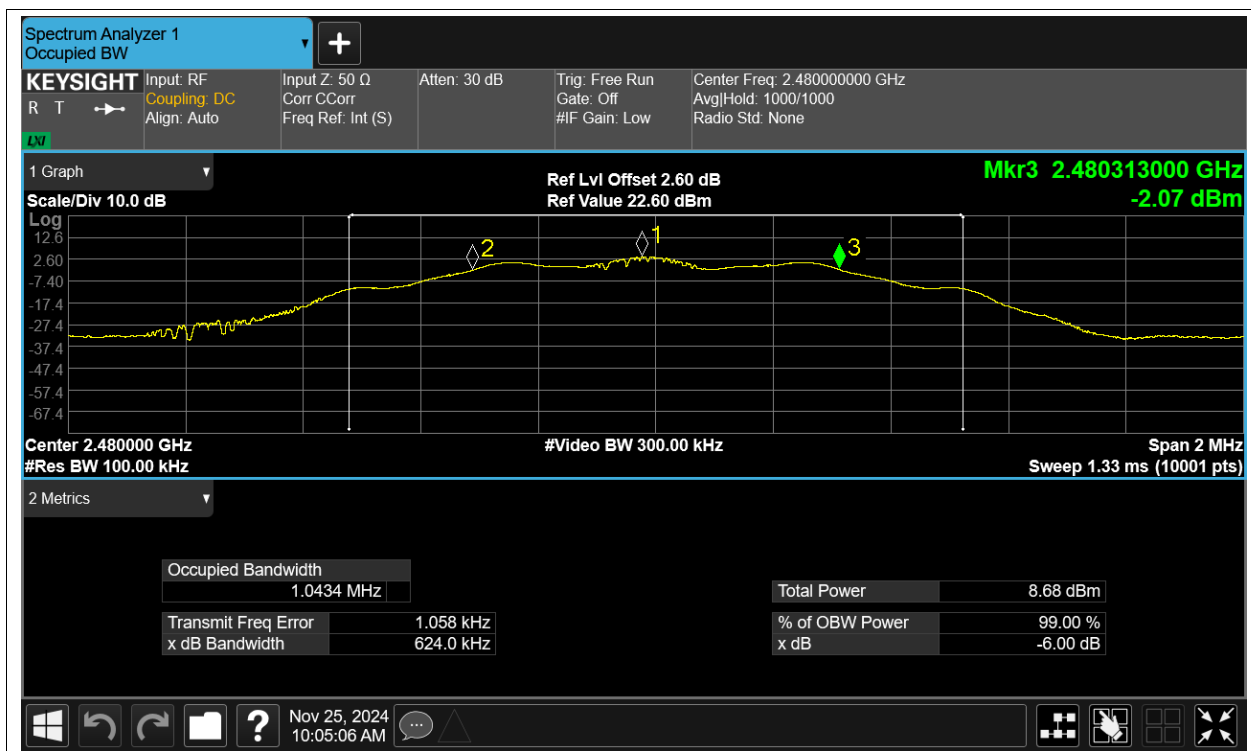 Spectrum Analyzer 1
Occupied BW
KEYSIGHT
R T
LXI
Input: RF
Coupling: DC
Align: Auto
Input Z: 50 Ω
Corr CCorr
Freq Ref: Int (S)
Atten: 30 dB
Trig: Free Run
Gate: Off
#IF Gain: Low
Center Freq: 2.480000000 GHz
Avg|Hold: 1000/1000
Radio Std: None
1 Graph
Scale/Div 10.0 dB
Ref Lvl Offset 2.60 dB
Ref Value 22.60 dBm
Mkr3 2.480313000 GHz
-2.07 dBm
Log
12.6
2.60
-7.40
-17.4
-27.4
-37.4
-47.4
-57.4
-67.4
2
1
3
Center 2.480000 GHz
#Res BW 100.00 kHz
#Video BW 300.00 kHz
Span 2 MHz
Sweep 1.33 ms (10001 pts)
2 Metrics
Occupied Bandwidth
1.0434 MHz
Transmit Freq Error 1.058 kHz
x dB Bandwidth 624.0 kHz
Total Power 8.68 dBm
% of OBW Power 99.00 %
x dB -6.00 dB
?
Nov 25, 2024
10:05:06 AM